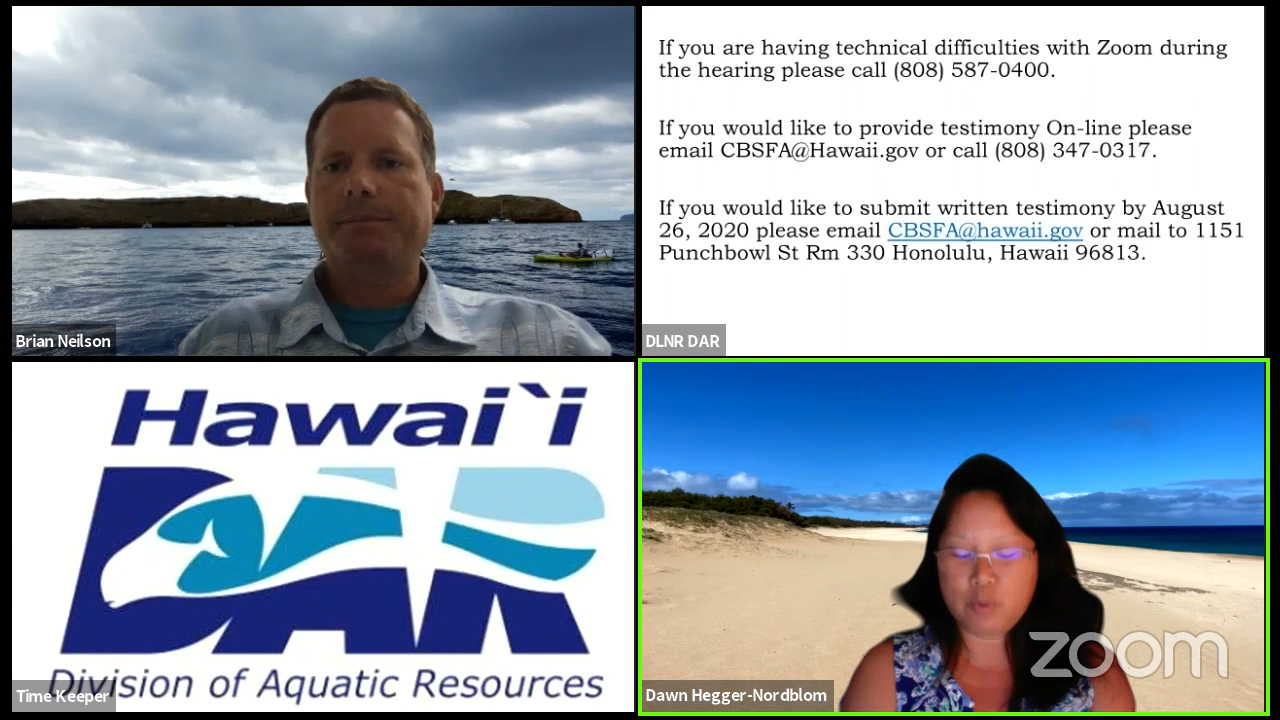 Brian Neilson
If you are having technical difficulties with Zoom during
the hearing please call (808) 587-0400.
If you would like to provide testimony On-line please
email CBSFA@Hawaii.gov or call (808) 347-0317.
If you would like to submit written testimony by August
26, 2020 please email CBSFA@hawaii.gov or mail to 1151
Punchbowl St Rm 330 Honolulu, Hawaii 96813.
DLNR DAR
Hawai`i
DAR
Division of Aquatic Resources
Time Keeper
Dawn Hegger-Nordblom
zoom